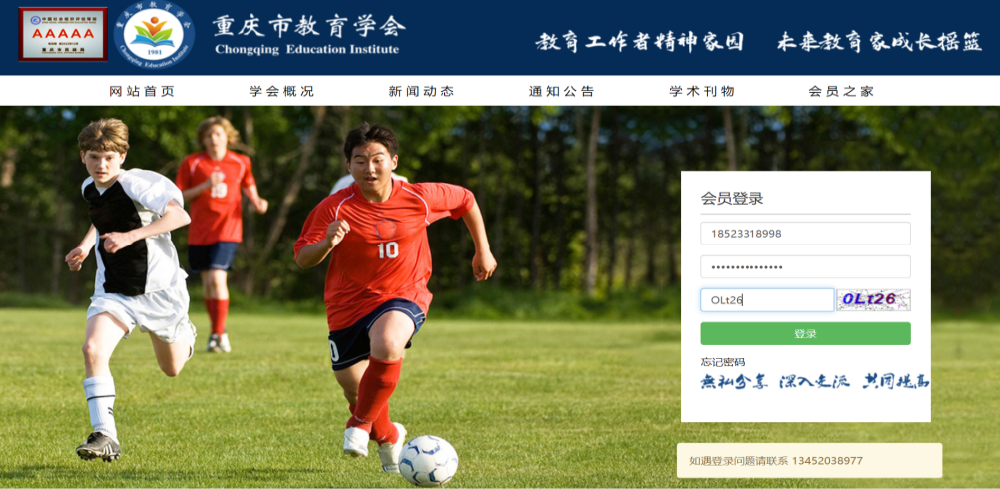 AAAAA
重庆市教育学会
Chongqing Education Institute
1981
教育工作者精神家园 未来教育家成长摇篮
网站首页 学会概况 新闻动态 通知公告 学术刊物 会员之家
10
会员登录
18523318998
•••••••••••••••
OLt26 OLt26
登录
忘记密码
无私分享 深入交流 共同提高
如遇登录问题请联系 13452038977